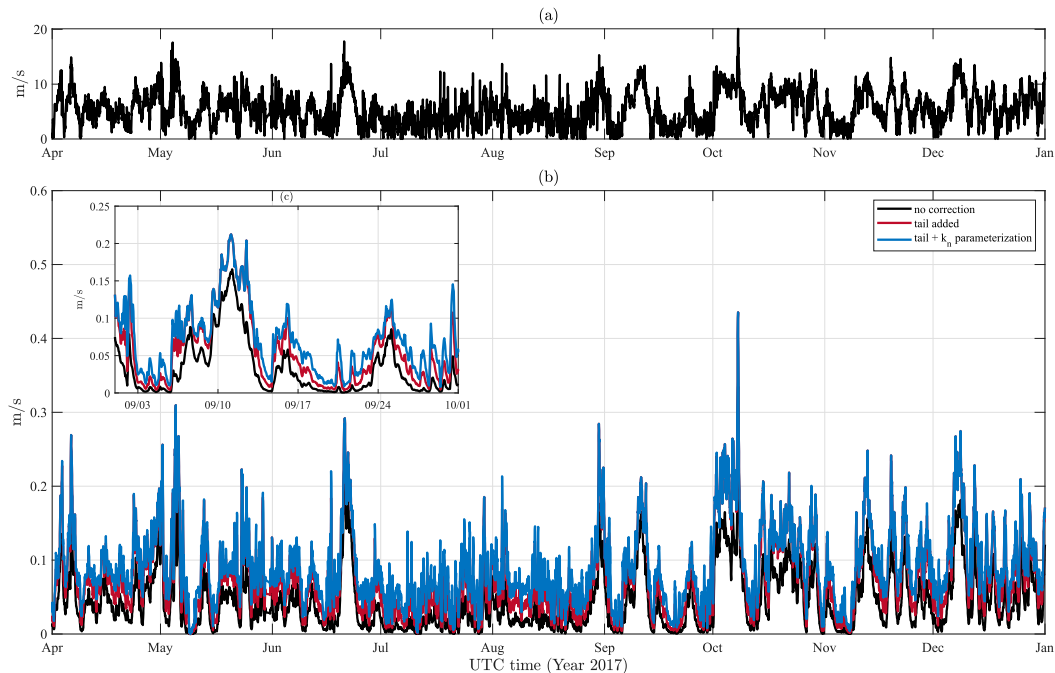 (a)
20
10
0
m/s
Apr May Jun Jul Aug Sep Oct Nov Dec Jan
(b)
0.6
0.5
0.4
0.3
0.2
0.1
0
m/s
(c)
0.25
0.2
0.15
0.1
0.05
0
m/s
09/03 09/10 09/17 09/24 10/01
no correction
tail added
tail + kn parameterization
Apr May Jun Jul Aug Sep Oct Nov Dec Jan
UTC time (Year 2017)